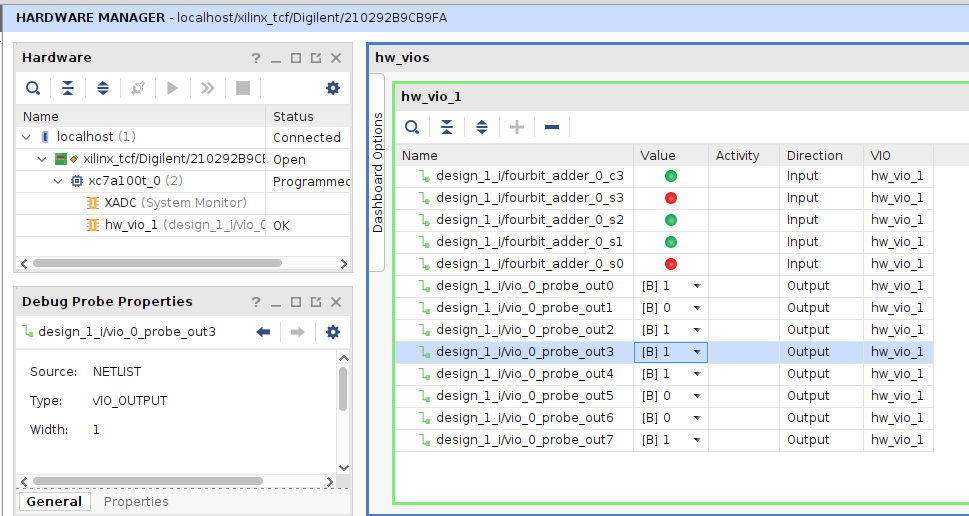 HARDWARE MANAGER - localhost/xilinx_tcf/Digilent/210292B9CB9FA
Hardware
Name Status
localhost (1) Connected
xilinx_tcf/Digilent/210292B9CE Open
xc7a100t_0 (2) Programmed
XADC (System Monitor)
hw_vio_1 (design_1_i/vio_0 OK
Debug Probe Properties
design_1_i/vio_0_probe_out3
Source: NETLIST
Type: VIO_OUTPUT
Width: 1
General Properties
hw_vios
Dashboard Options
hw_vio_1
Name Value Activity Direction VIO
design_1_i/fourbit_adder_0_c3 Input hw_vio_1
design_1_i/fourbit_adder_0_s3 Input hw_vio_1
design_1_i/fourbit_adder_0_s2 Input hw_vio_1
design_1_i/fourbit_adder_0_s1 Input hw_vio_1
design_1_i/fourbit_adder_0_s0 Input hw_vio_1
design_1_i/vio_0_probe_out0 [B] 1 Output hw_vio_1
design_1_i/vio_0_probe_out1 [B] 0 Output hw_vio_1
design_1_i/vio_0_probe_out2 [B] 1 Output hw_vio_1
design_1_i/vio_0_probe_out3 [B] 1 Output hw_vio_1
design_1_i/vio_0_probe_out4 [B] 1 Output hw_vio_1
design_1_i/vio_0_probe_out5 [B] 0 Output hw_vio_1
design_1_i/vio_0_probe_out6 [B] 0 Output hw_vio_1
design_1_i/vio_0_probe_out7 [B] 1 Output hw_vio_1